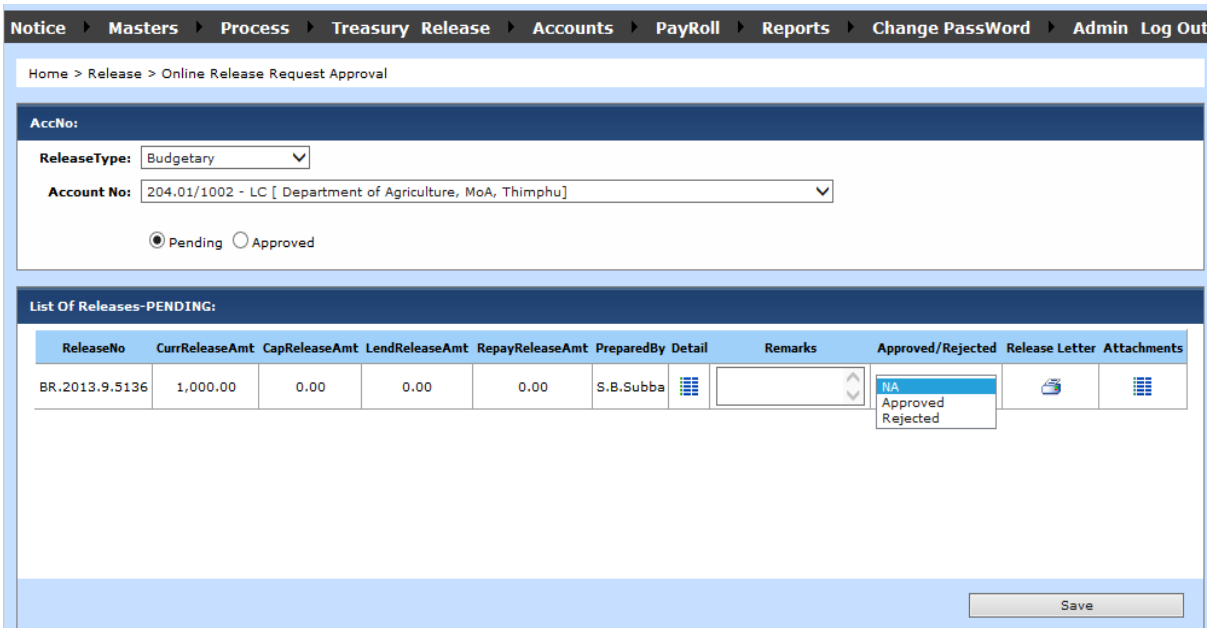 Notice Masters Process Treasury Release Accounts PayRoll Reports Change PassWord Admin Log Out
Home > Release > Online Release Request Approval
AccNo:
ReleaseType: Budgetary
Account No: 204.01/1002 - LC [ Department of Agriculture, MoA, Thimphu]
Pending Approved
List Of Releases-PENDING:
ReleaseNo CurrReleaseAmt CapReleaseAmt LendReleaseAmt RepayReleaseAmt PreparedBy Detail Remarks Approved/Rejected Release Letter Attachments
BR.2013.9.5136 1,000.00 0.00 0.00 0.00 S.B.Subba NA
Approved
Rejected
Save